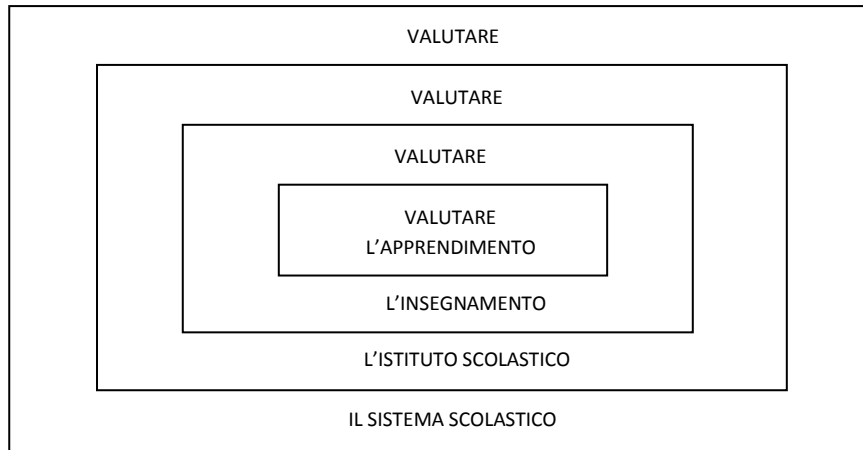 VALUTARE
VALUTARE
VALUTARE
VALUTARE
L’APPRENDIMENTO
L’INSEGNAMENTO
L’ISTITUTO SCOLASTICO
IL SISTEMA SCOLASTICO